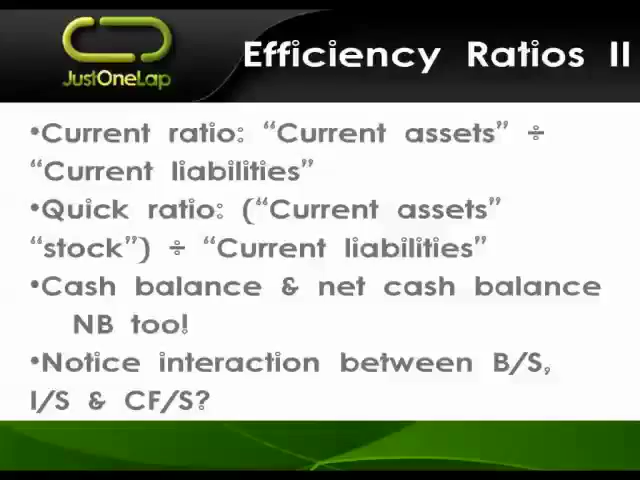 JustOneLap
Efficiency Ratios II
•Current ratio: “Current assets” ÷
“Current liabilities”
•Quick ratio: (“Current assets”
“stock”) ÷ “Current liabilities”
•Cash balance & net cash balance
NB too!
•Notice interaction between B/S,
I/S & CF/S?